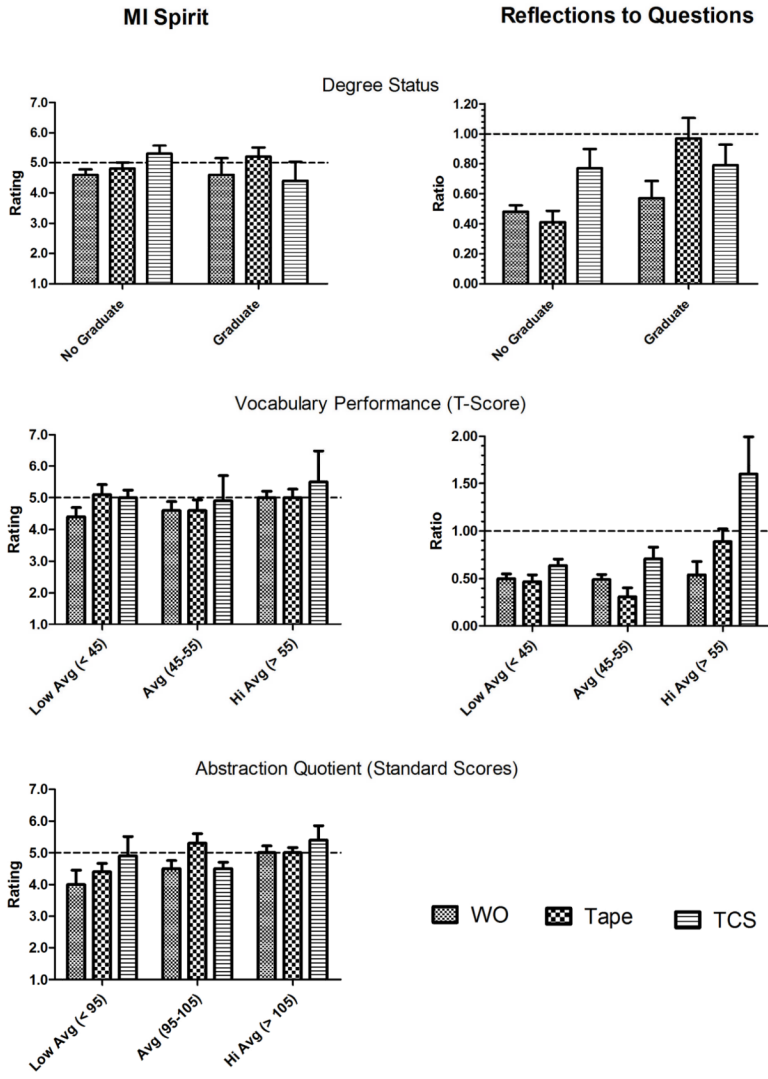 MI Spirit
Reflections to Questions
Degree Status
7.0
6.0
5.0
4.0
3.0
2.0
1.0
Rating
No Graduate
Graduate
1.20
1.00
0.80
0.60
0.40
0.20
0.00
Ratio
No Graduate
Graduate
Vocabulary Performance (T-Score)
7.0
6.0
5.0
4.0
3.0
2.0
1.0
Rating
Low Avg (< 45)
Avg (45-55)
Hi Avg (> 55)
2.00
1.50
1.00
0.50
0.00
Ratio
Low Avg (< 45)
Avg (45-55)
Hi Avg (> 55)
Abstraction Quotient (Standard Scores)
7.0
6.0
5.0
4.0
3.0
2.0
1.0
Rating
Low Avg (< 95)
Avg (95-105)
Hi Avg (> 105)
WO Tape TCS